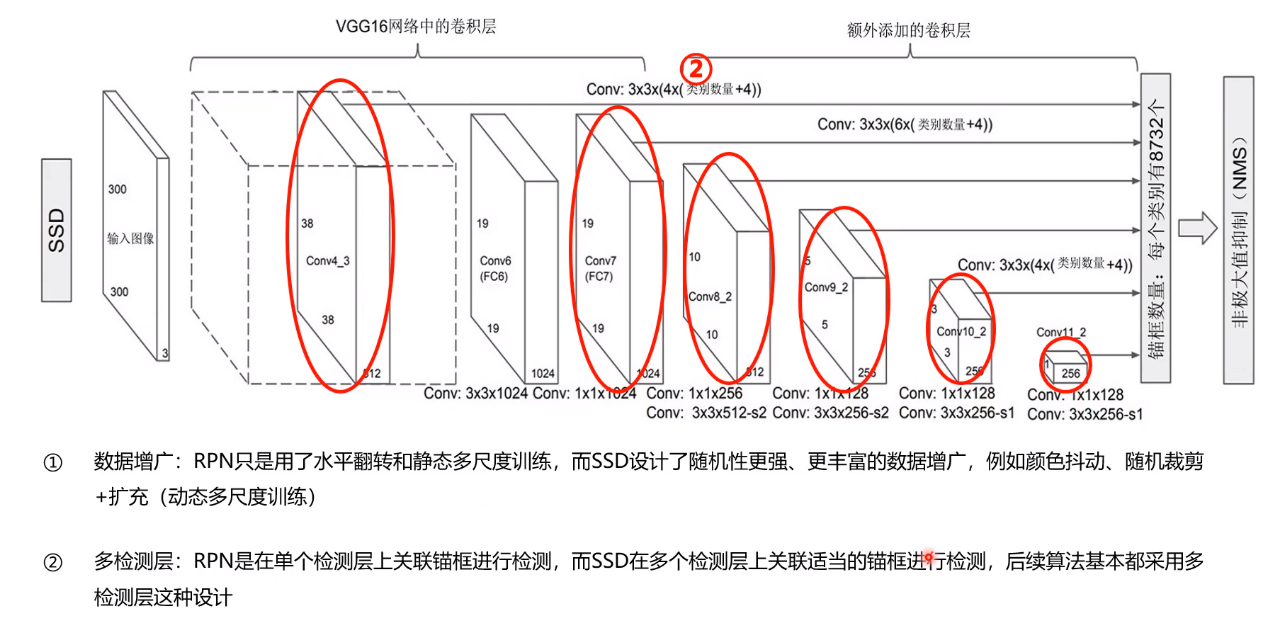 VGG16网络中的卷积层
额外添加的卷积层
②
Conv: 3x3x(4x(类别数量+4))
Conv: 3x3x(6x(类别数量+4))
SSD
300
输入图像
300
3
38
Conv4_3
38
512
19
Conv6
(FC6)
19
1024
19
Conv7
(FC7)
19
1024
10
Conv8_2
10
512
5
Conv9_2
5
256
Conv: 3x3x(4x(类别数量+4))
3
Conv10_2
3
256
Conv11_2
1
256
锚框数量：每个类别有8732个
非极大值抑制（NMS）
Conv: 3x3x1024
Conv: 1x1x1024
Conv: 1x1x256
Conv: 3x3x512-s2
Conv: 1x1x128
Conv: 3x3x256-s2
Conv: 1x1x128
Conv: 3x3x256-s1
Conv: 1x1x128
Conv: 3x3x256-s1
① 数据增广：RPN只是用了水平翻转和静态多尺度训练，而SSD设计了随机性更强、更丰富的数据增广，例如颜色抖动、随机裁剪
+扩充（动态多尺度训练）
② 多检测层：RPN是在单个检测层上关联锚框进行检测，而SSD在多个检测层上关联适当的锚框进行检测，后续算法基本都采用多
检测层这种设计